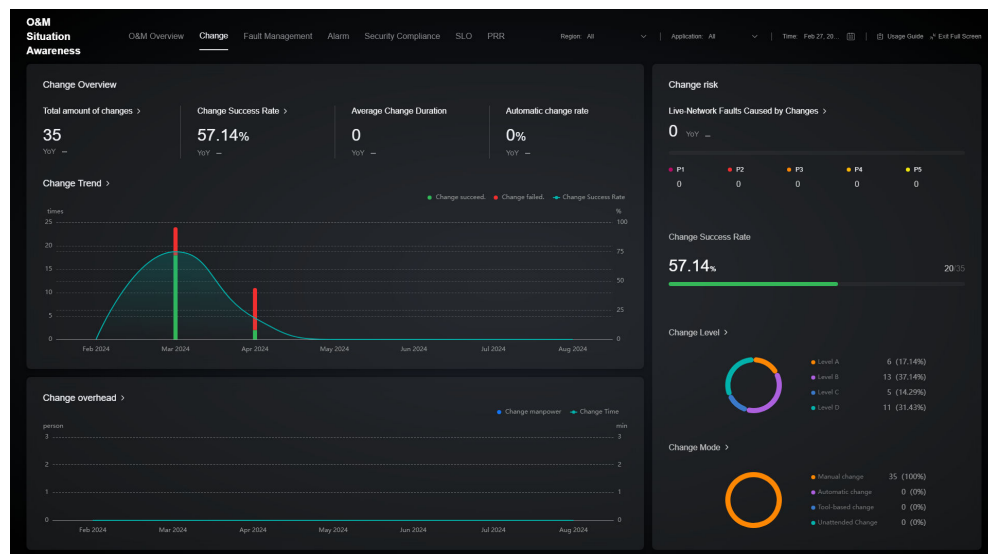 O&M
Situation
Awareness
O&M Overview Change Fault Management Alarm Security Compliance SLO PRR
Region: All Application: All Time: Feb 27, 20... Usage Guide Exit Full Screen
Change Overview
Total amount of changes > Change Success Rate > Average Change Duration Automatic change rate
35 57.14% 0 0%
YoY – YoY – YoY – YoY –
Change Trend >
Change succeed. Change failed. Change Success Rate
times %
25 100
20 75
15 50
10 25
5 0
0
Feb 2024 Mar 2024 Apr 2024 May 2024 Jun 2024 Jul 2024 Aug 2024
Change overhead >
Change manpower Change Time
person min
3 3
2 2
1 1
0 0
Feb 2024 Mar 2024 Apr 2024 May 2024 Jun 2024 Jul 2024 Aug 2024
Change risk
Live-Network Faults Caused by Changes >
0 YoY –
P1 P2 P3 P4 P5
0 0 0 0 0
Change Success Rate
57.14% 20/35
Change Level >
Level A 6 (17.14%)
Level B 13 (37.14%)
Level C 5 (14.29%)
Level D 11 (31.43%)
Change Mode >
Manual change 35 (100%)
Automatic change 0 (0%)
Tool-based change 0 (0%)
Unattended Change 0 (0%)